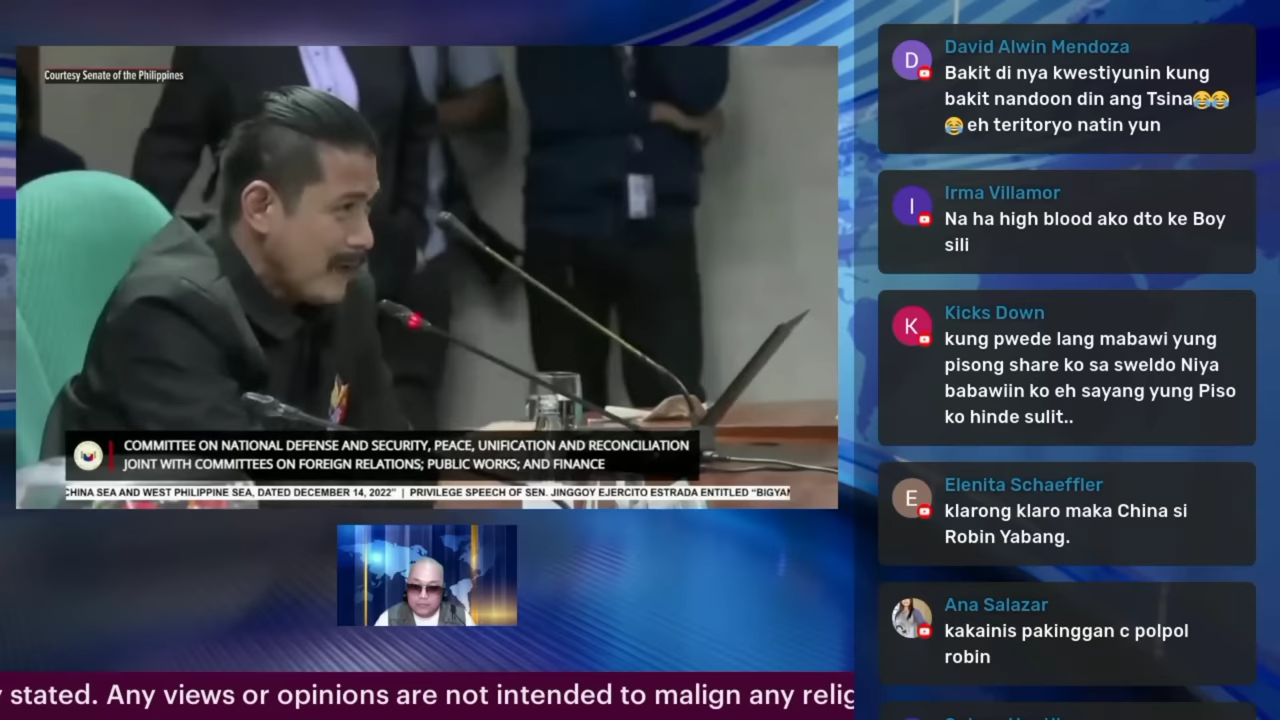 Courtesy Senate of the Philippines
COMMITTEE ON NATIONAL DEFENSE AND SECURITY, PEACE, UNIFICATION AND RECONCILIATION
JOINT WITH COMMITTEES ON FOREIGN RELATIONS; PUBLIC WORKS; AND FINANCE
CHINA SEA AND WEST PHILIPPINE SEA, DATED DECEMBER 14, 2022" | PRIVILEGE SPEECH OF SEN. JINGGOY EJERCITO ESTRADA ENTITLED "BIGYAN
stated. Any views or opinions are not intended to malign any relig
D
David Alwin Mendoza
Bakit di nya kwestiyunin kung
bakit nandoon din ang Tsina😂😂
😂 eh teritoryo natin yun
I
Irma Villamor
Na ha high blood ako dto ke Boy
sili
K
Kicks Down
kung pwede lang mabawi yung
pisong share ko sa sweldo Niya
babawiin ko eh sayang yung Piso
ko hinde sulit..
E
Elenita Schaeffler
klarong klaro maka China si
Robin Yabang.
Ana Salazar
kakainis pakinggan c polpol
robin